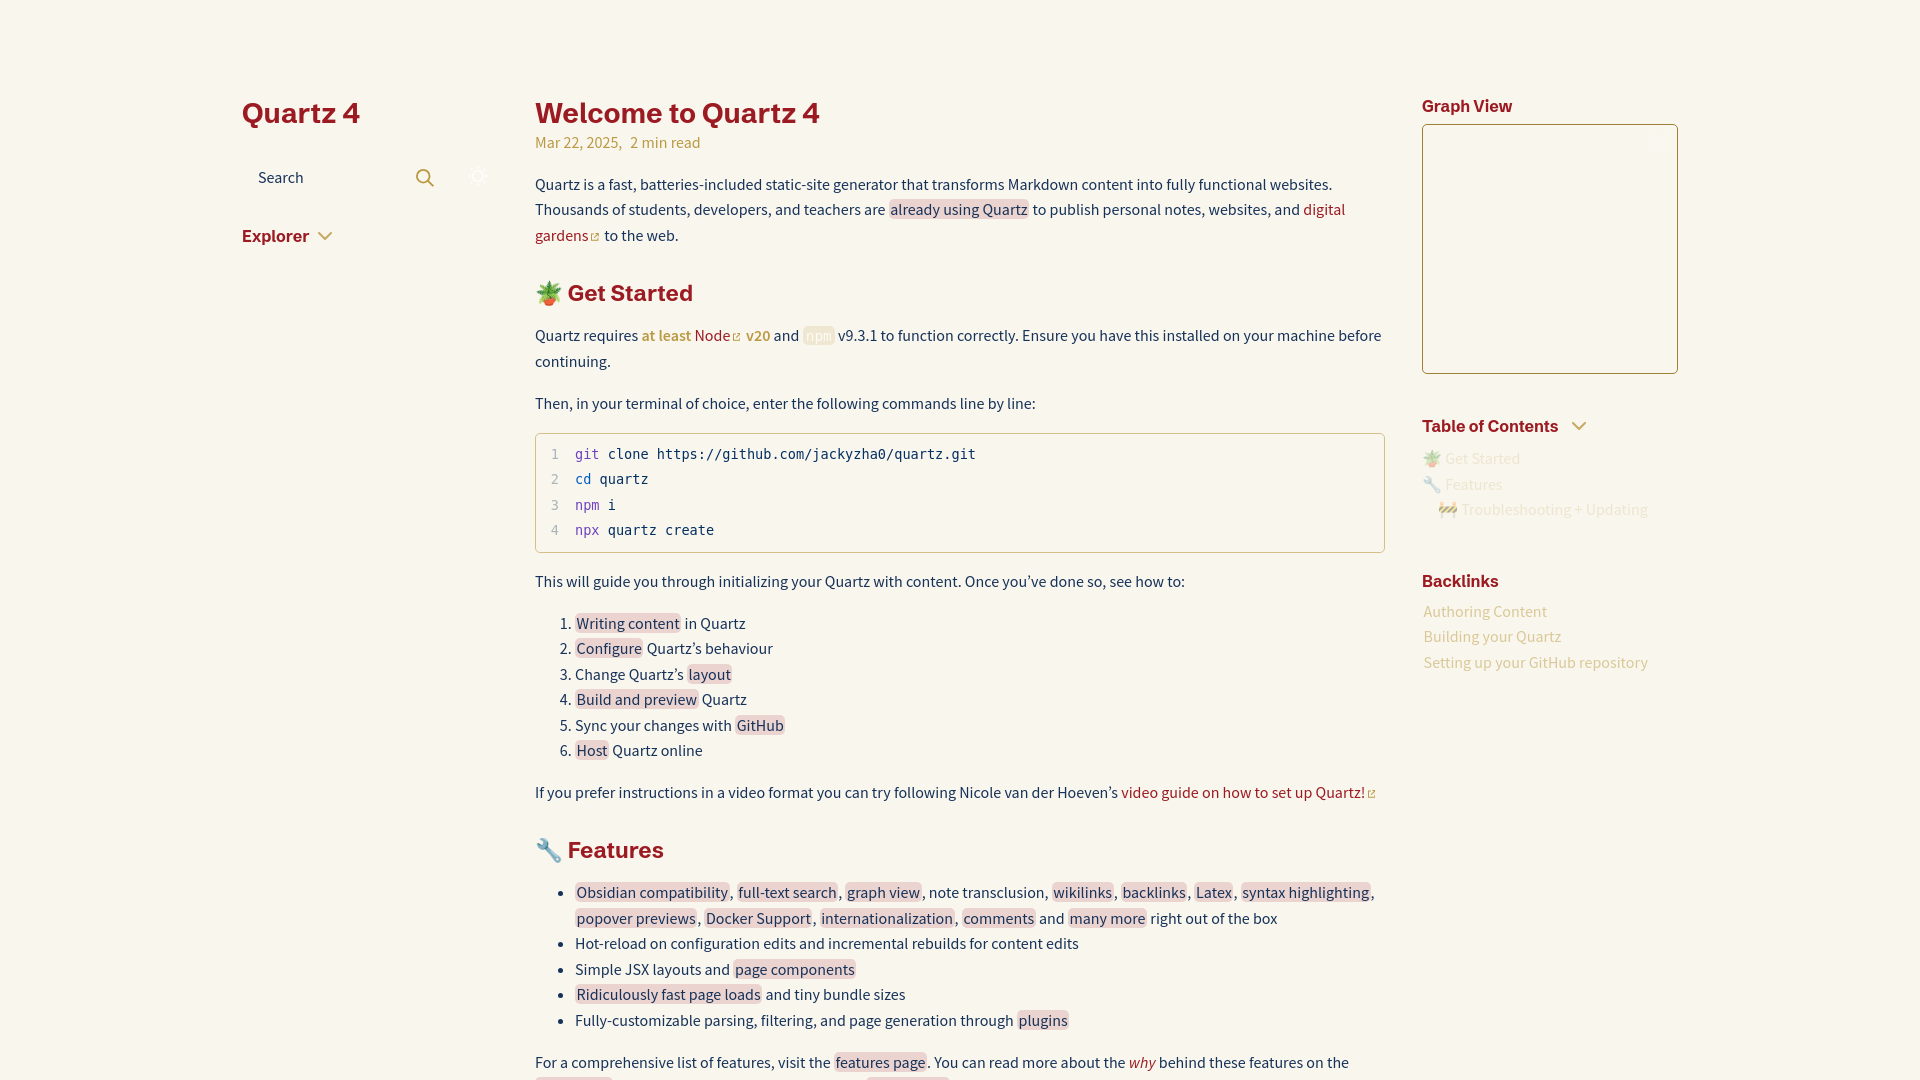 Quartz 4
Search
Explorer
Welcome to Quartz 4
Mar 22, 2025, 2 min read
Quartz is a fast, batteries-included static-site generator that transforms Markdown content into fully functional websites.
Thousands of students, developers, and teachers are already using Quartz to publish personal notes, websites, and digital
gardens to the web.
🪴 Get Started
Quartz requires at least Node v20 and npm v9.3.1 to function correctly. Ensure you have this installed on your machine before
continuing.
Then, in your terminal of choice, enter the following commands line by line:
1 git clone https://github.com/jackyzha0/quartz.git
2 cd quartz
3 npm i
4 npx quartz create
This will guide you through initializing your Quartz with content. Once you’ve done so, see how to:
1. Writing content in Quartz
2. Configure Quartz’s behaviour
3. Change Quartz’s layout
4. Build and preview Quartz
5. Sync your changes with GitHub
6. Host Quartz online
If you prefer instructions in a video format you can try following Nicole van der Hoeven’s video guide on how to set up Quartz!
🔧 Features
• Obsidian compatibility, full-text search, graph view, note transclusion, wikilinks, backlinks, Latex, syntax highlighting,
popover previews, Docker Support, internationalization, comments and many more right out of the box
• Hot-reload on configuration edits and incremental rebuilds for content edits
• Simple JSX layouts and page components
• Ridiculously fast page loads and tiny bundle sizes
• Fully-customizable parsing, filtering, and page generation through plugins
For a comprehensive list of features, visit the features page. You can read more about the why behind these features on the
Graph View
Table of Contents
🪴 Get Started
🔧 Features
🚧 Troubleshooting + Updating
Backlinks
Authoring Content
Building your Quartz
Setting up your GitHub repository